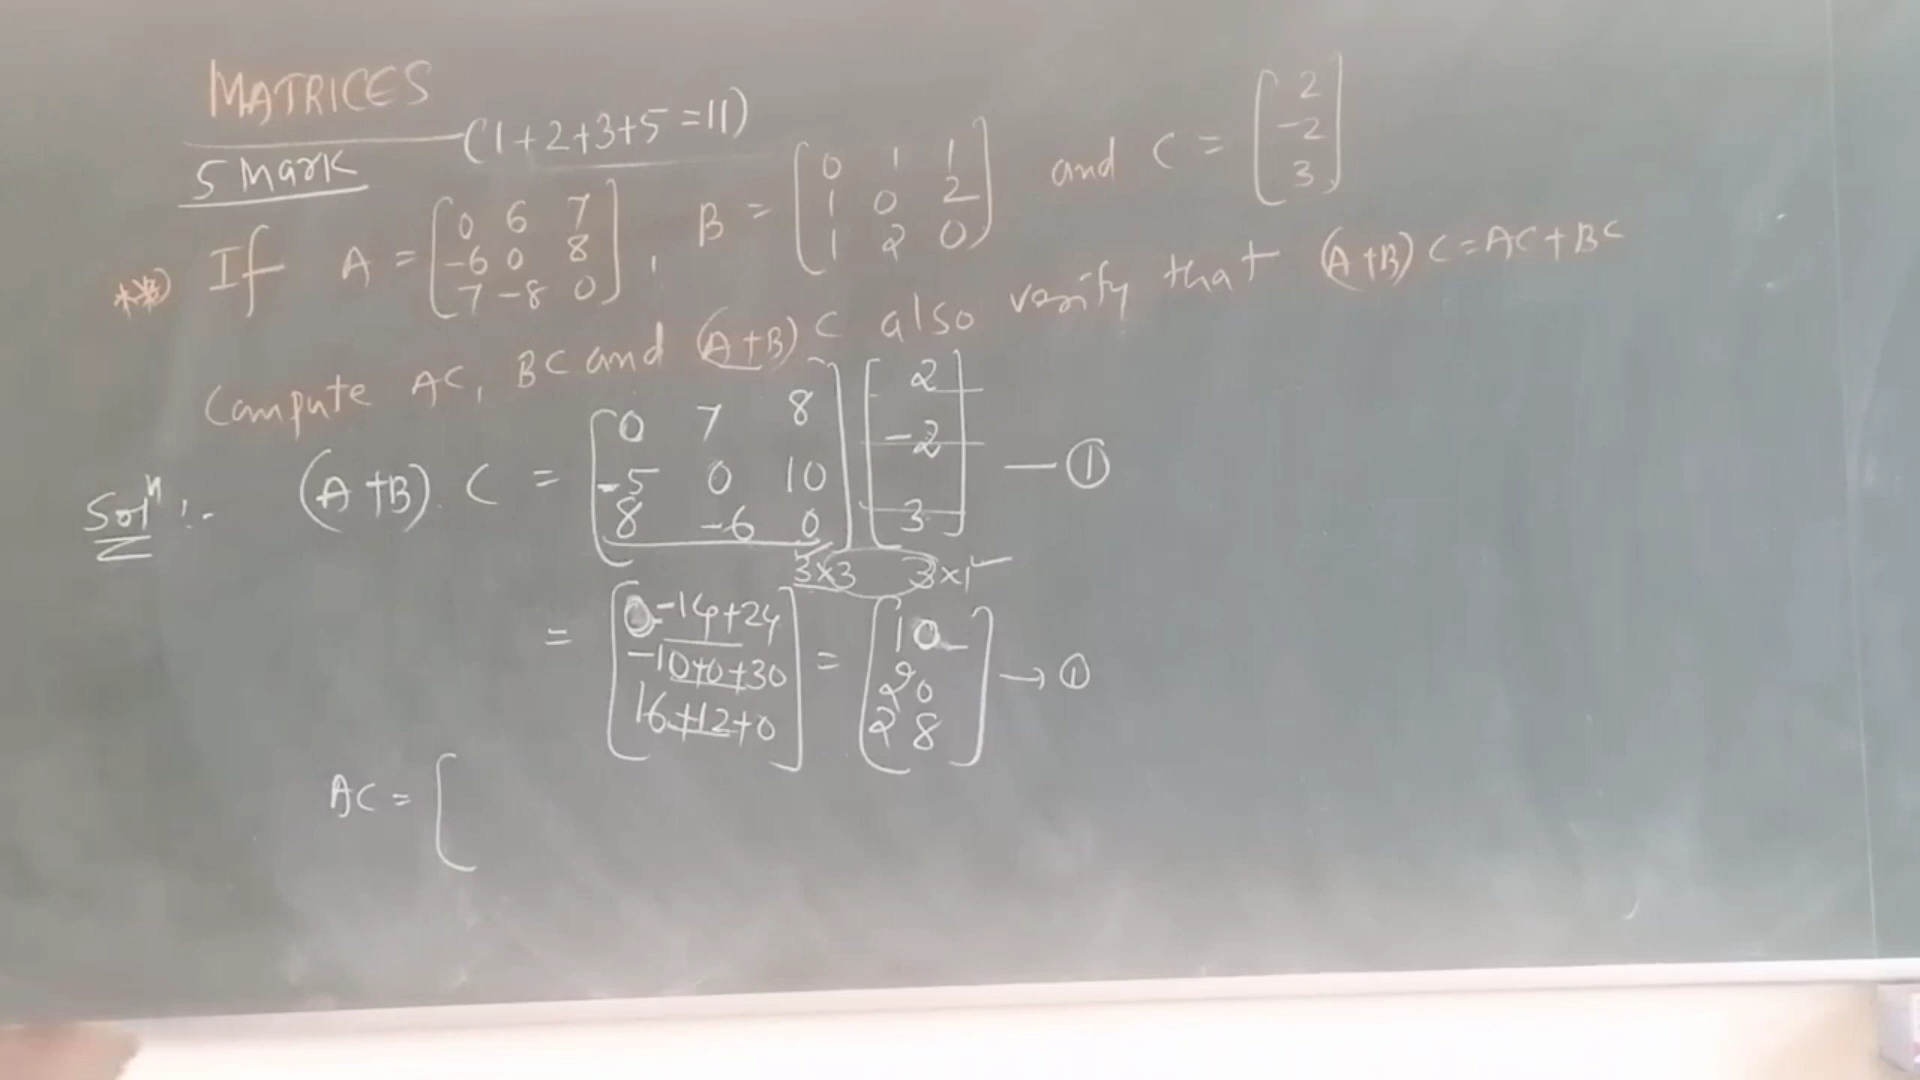 MATRICES
5 Mark (1+2+3+5=11)
If A = [0 6 7 -6 0 8 7 -8 0], B = [0 1 1 1 0 2 1 2 0] and C = [2 -2 3]
Compute AC, BC and (A+B)C also verify that (A+B)C=AC+BC
Solⁿ:- (A+B). C = [0 7 8 -5 0 10 8 -6 0] [2 -2 3] — ①
3×3 3×1
= [0-14+24 -10+0+30 16+12+0] = [10 20 28] → ①
AC = [